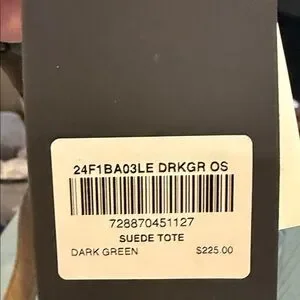 24F1BA03LE DRKGR OS
728870451127
SUEDE TOTE
DARK GREEN $225.00